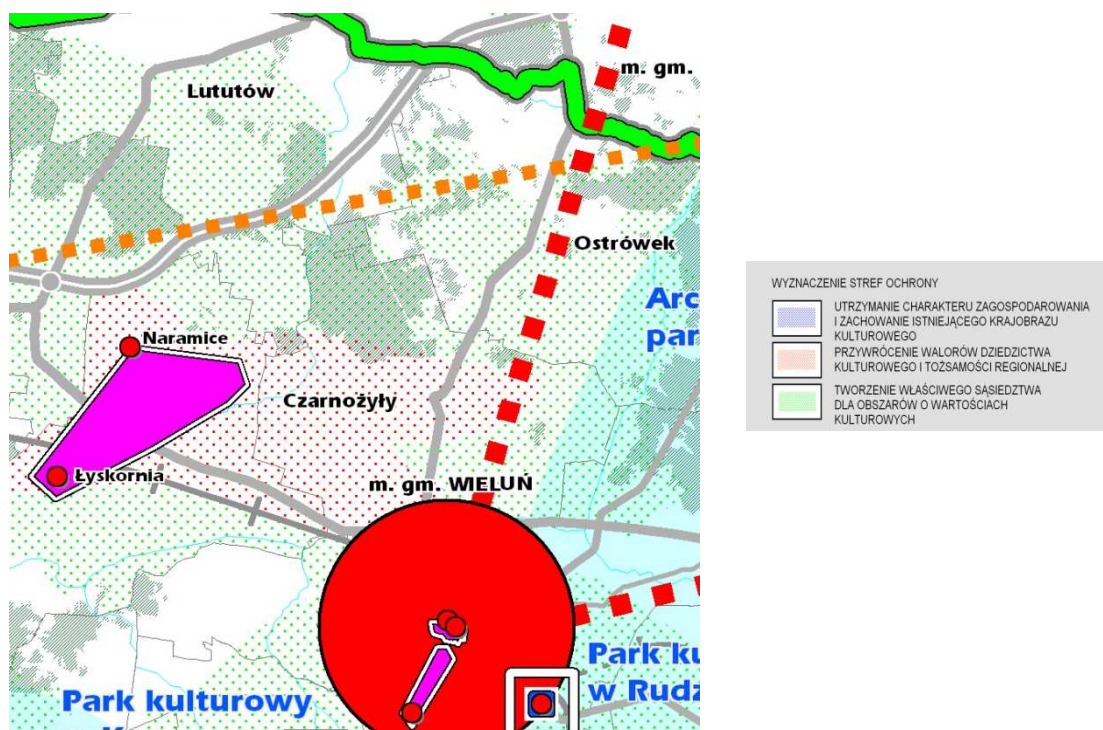 m. gm.
Lututów
Ostrówek
Arc
par
Naramice
Czarnożyły
Łyskornia
m. gm. WIELUŃ
Park ku
w Rudz
Park kulturowy
WYZNACZENIE STREF OCHRONY
UTRZYMANIE CHARAKTERU ZAGOSPODAROWANIA
I ZACHOWANIE ISTNIEJĄCEGO KRAJOBRAZU
KULTUROWEGO
PRZYWRÓCENIE WALORÓW DZIEDZICTWA
KULTUROWEGO I TOŻSAMOŚCI REGIONALNEJ
TWORZENIE WŁAŚCIWEGO SĄSIEDZTWA
DLA OBSZARÓW O WARTOŚCIACH
KULTUROWYCH